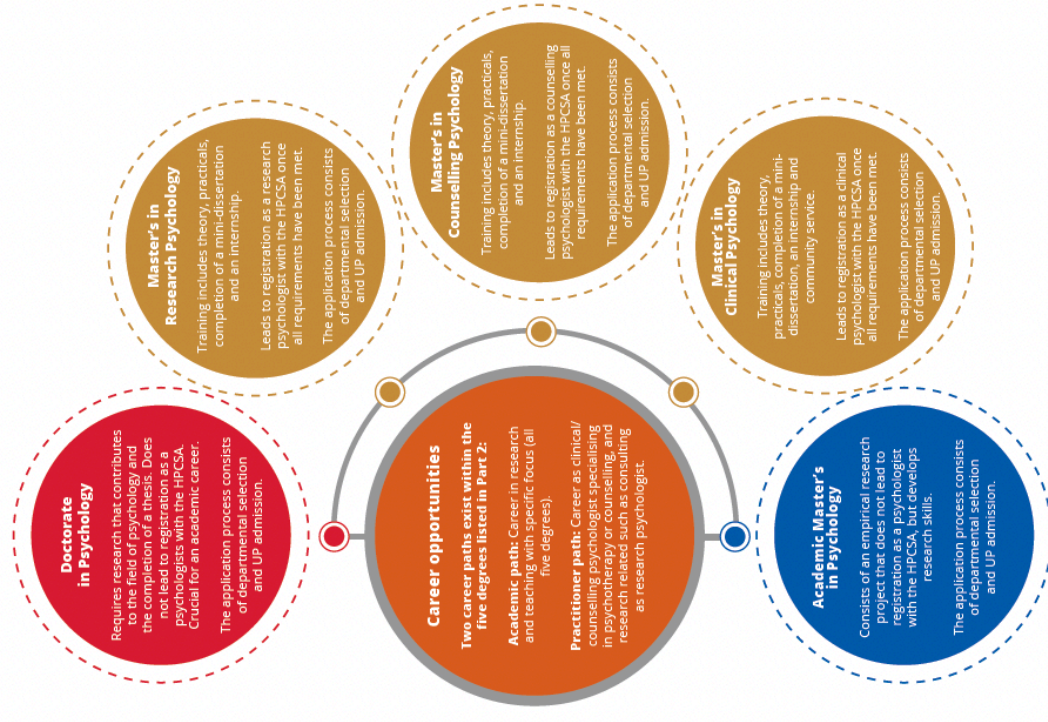 Career opportunities
Two career paths exist within the
five degrees listed in Part 2:
Academic path: Career in research
and teaching with specific focus (all
five degrees).
Practitioner path: Career as clinical/
counselling psychologist specialising
in psychotherapy or counseling, and
research related such as consulting
as research psychologist.
Academic Master's
in Psychology
Consists of an empirical research
project that does not lead to
registration as a psychologist
with the HPCSA, but develops
research skills.
The application process consists
of departmental selection
and UP admission.
Master's in
Clinical Psychology
Training includes theory,
practicals, completion of a mini-
dissertation, an internship and
community service.
Leads to registration as a clinical
psychologist with the HPCSA once
all requirements have been met.
The application process consists
of departmental selection
and UP admission.
Master's in
Counselling Psychology
Training includes theory, practicals,
completion of a mini-dissertation
and an internship.
Leads to registration as a counselling
psychologist with the HPCSA once all
requirements have been met.
The application process consists
of departmental selection
and UP admission.
Master's in
Research Psychology
Training includes theory, practicals,
completion of a mini-dissertation
and an internship.
Leads to registration as a research
psychologist with the HPCSA once
all requirements have been met.
The application process consists
of departmental selection
and UP admission.
Doctorate
in Psychology
Requires research that contributes
to the field of psychology and
the completion of a thesis. Does
not lead to registration as a
psychologists with the HPCSA.
Crucial for an academic career.
The application process consists
of departmental selection
and UP admission.